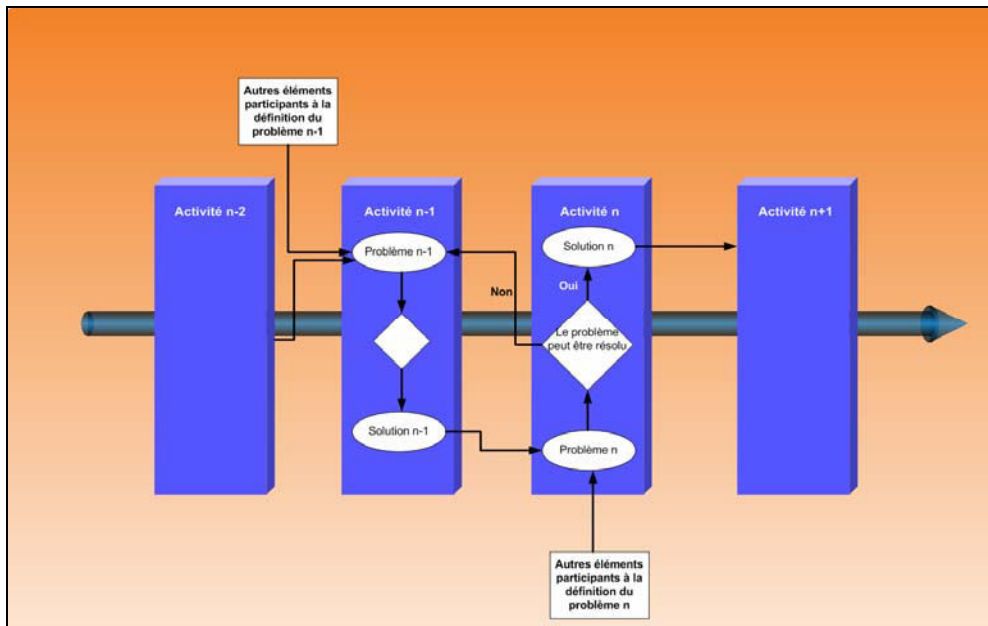 Autres éléments
participants à la
définition du
problème n-1
Activité n-2
Activité n-1
Activité n
Activité n+1
Problème n-1
Solution n
Non
Oui
Le problème
peut être résolu
Solution n-1
Problème n
Autres éléments
participants à la
définition du
problème n